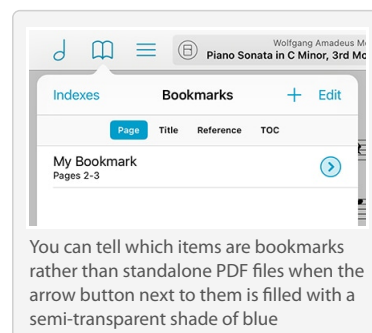 Wolfgang Amadeus M
Piano Sonata in C Minor, 3rd Mo
Indexes
Bookmarks
Edit
Page
Title
Reference
TOC
My Bookmark
Pages 2-3
You can tell which items are bookmarks
rather than standalone PDF files when the
arrow button next to them is filled with a
semi-transparent shade of blue